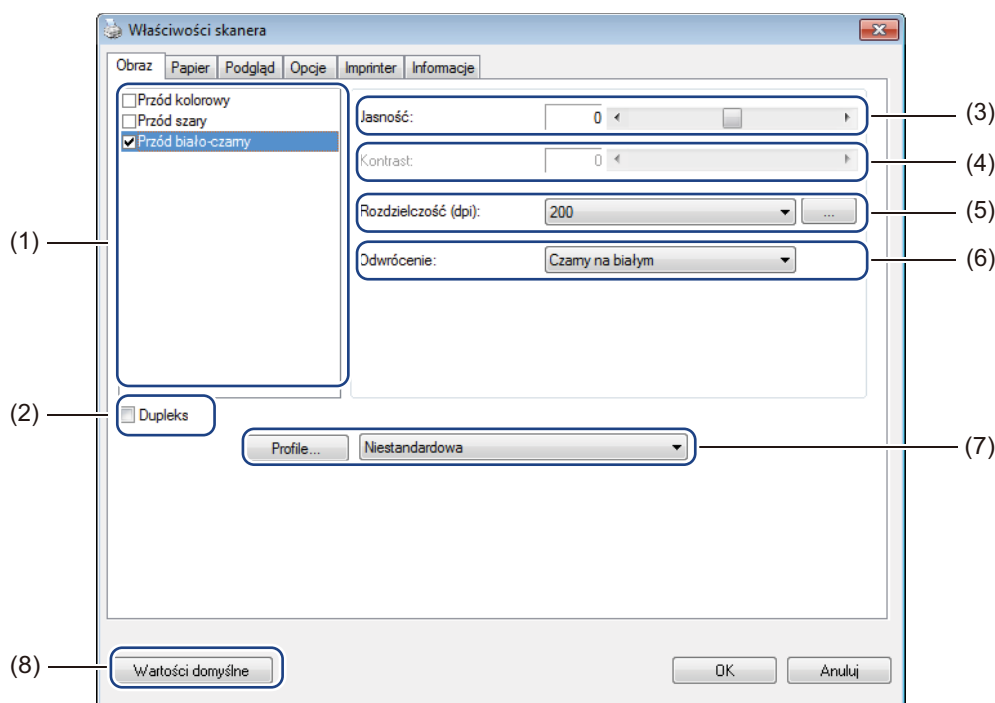 Właściwości skanera
Obraz Papier Podgląd Opcje Imprinter Informacje
Przód kolorowy
Przód szary
Przód biało-czarny
Jasność: 0
(3)
Kontrast: 0
(4)
Rozdzielczość (dpi): 200 ...
(5)
Odwrócenie: Czarny na białym
(6)
(1)
(2)
Dupleks
Profile... Niestandardowa
(7)
(8)
Wartości domyślne
OK Anuluj